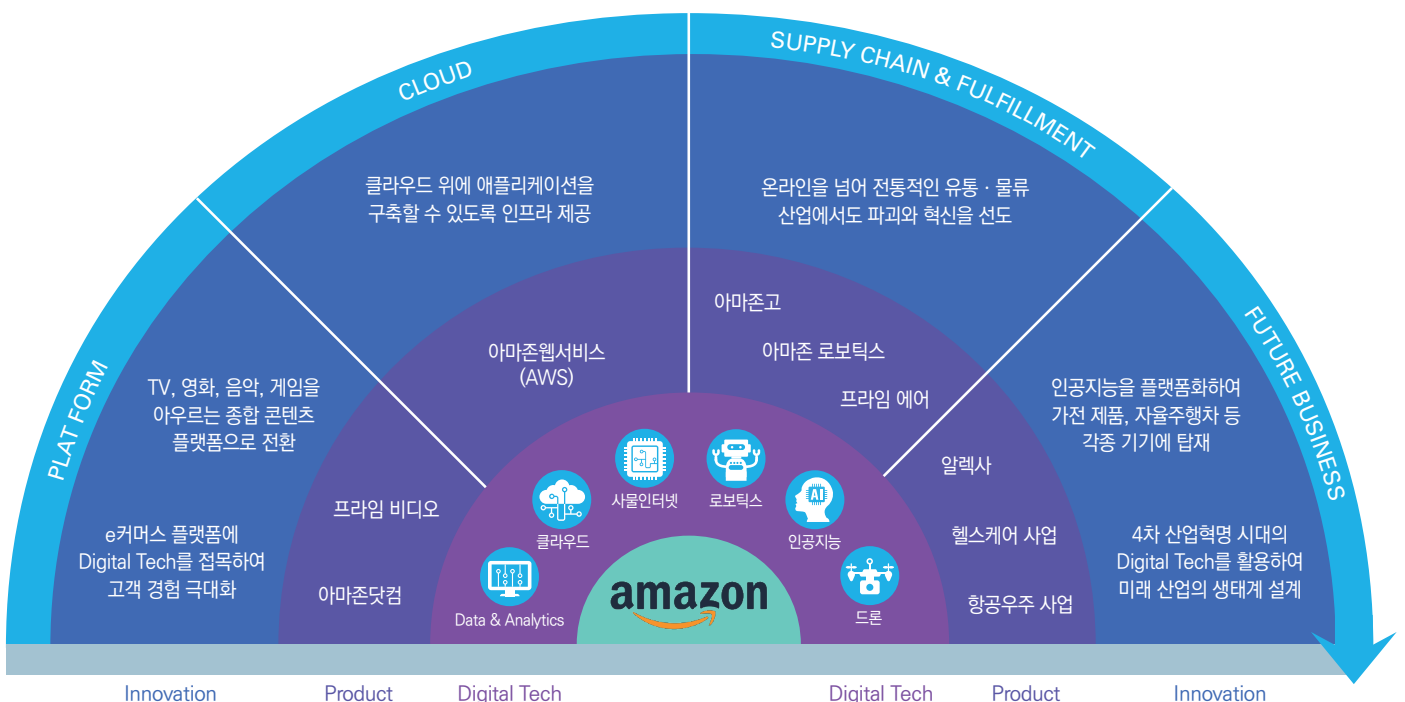 CLOUD
SUPPLY CHAIN & FULFILLMENT
PLATFORM
FUTURE BUSINESS
클라우드 위에 애플리케이션을
구축할 수 있도록 인프라 제공
온라인을 넘어 전통적인 유통 · 물류
산업에서도 파괴와 혁신을 선도
TV, 영화, 음악, 게임을
아우르는 종합 콘텐츠
플랫폼으로 전환
e커머스 플랫폼에
Digital Tech를 접목하여
고객 경험 극대화
인공지능을 플랫폼화하여
가전 제품, 자율주행차 등
각종 기기에 탑재
4차 산업혁명 시대의
Digital Tech를 활용하여
미래 산업의 생태계 설계
프라임 비디오
아마존닷컴
아마존웹서비스
(AWS)
아마존고
아마존 로보틱스
프라임 에어
알렉사
헬스케어 사업
항공우주 사업
Data & Analytics
클라우드
사물인터넷
로보틱스
AI
인공지능
드론
amazon
Innovation
Product
Digital Tech
Digital Tech
Product
Innovation